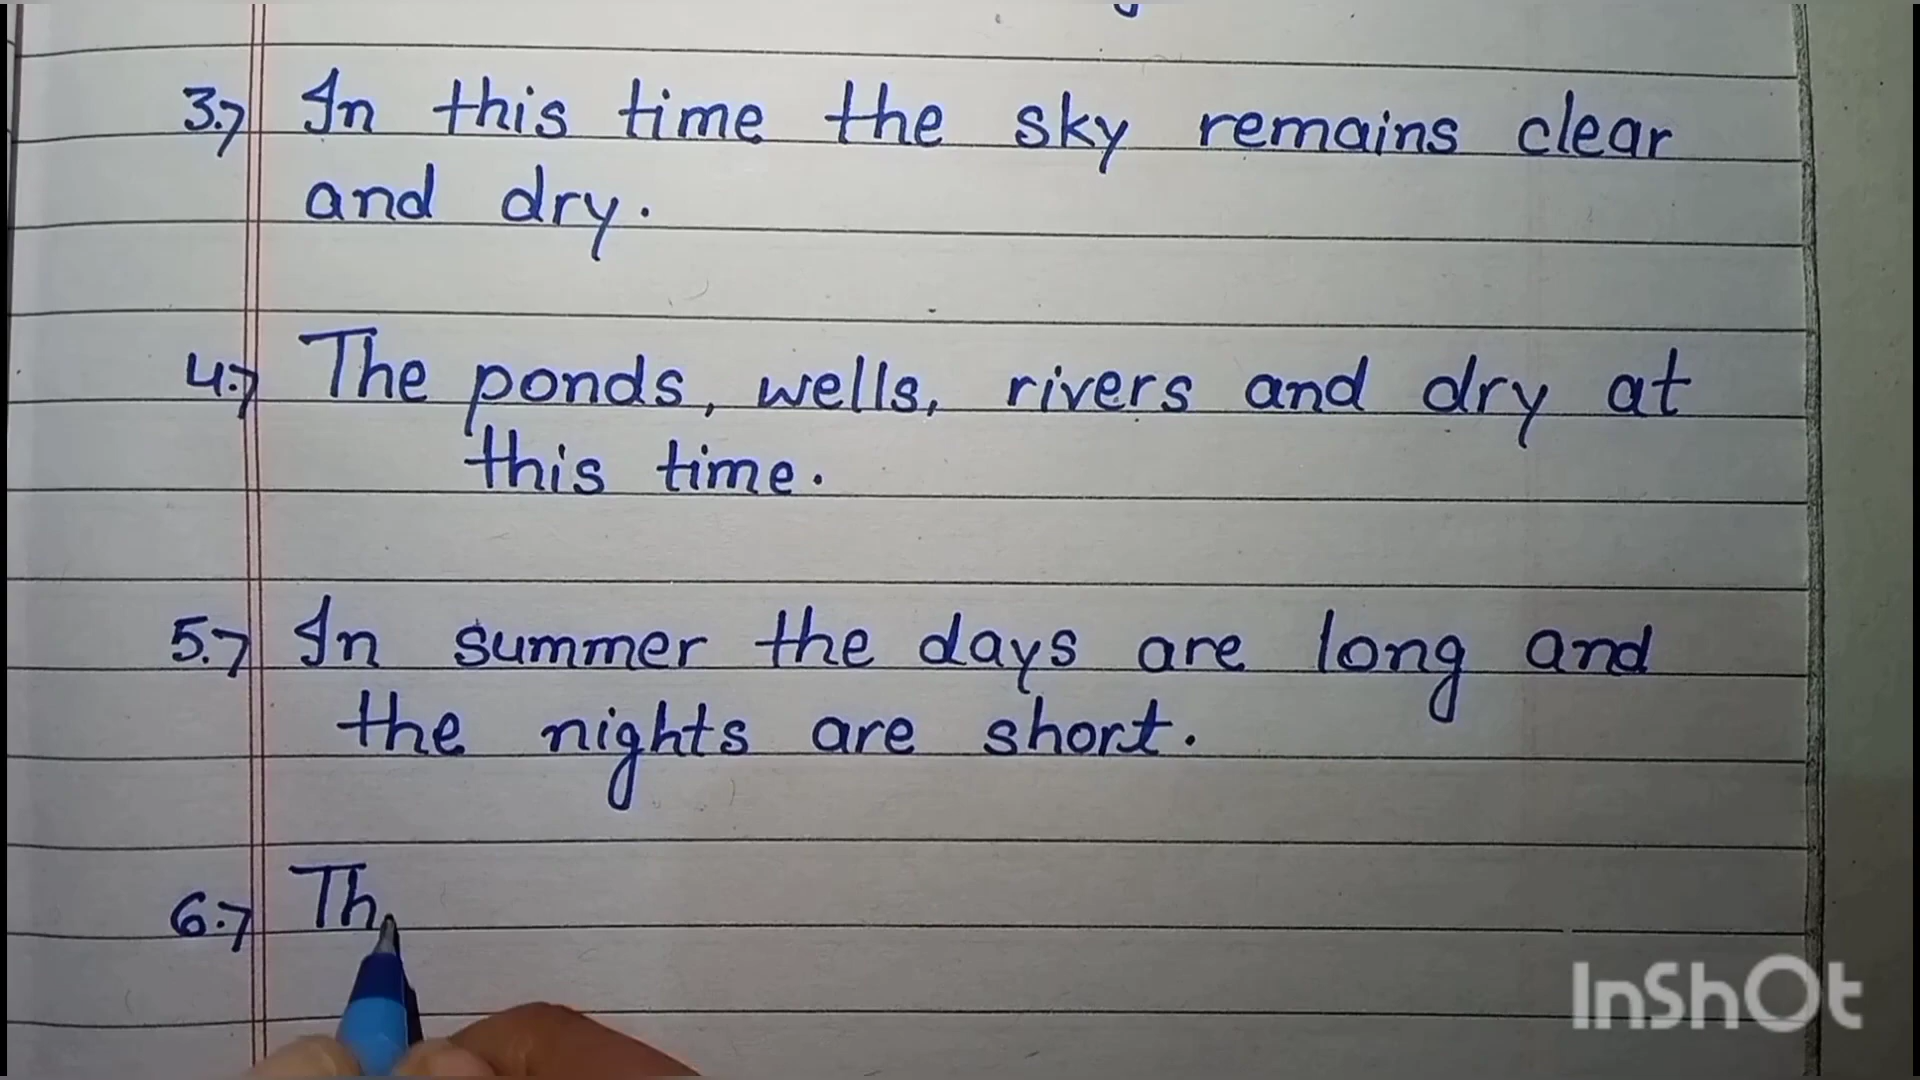 3.7 In this time the sky remains clear
and dry.
4.7 The ponds, wells, rivers and dry at
this time.
5.7 In summer the days are long and
the nights are short.
6.7 Th
InShOt